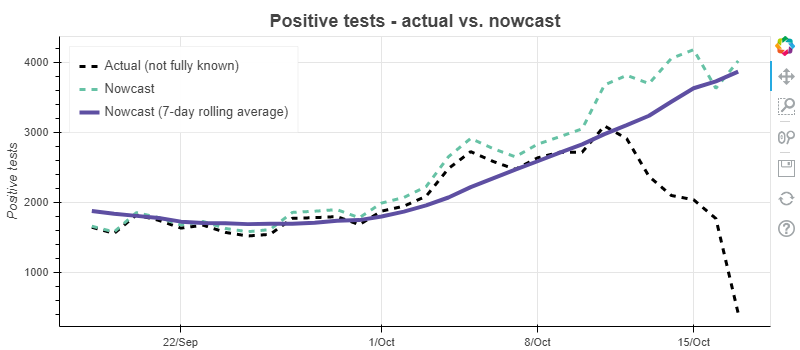 Positive tests - actual vs. nowcast
Actual (not fully known)
Nowcast
Nowcast (7-day rolling average)
Positive tests
4000
3000
2000
1000
22/Sep
1/Oct
8/Oct
15/Oct